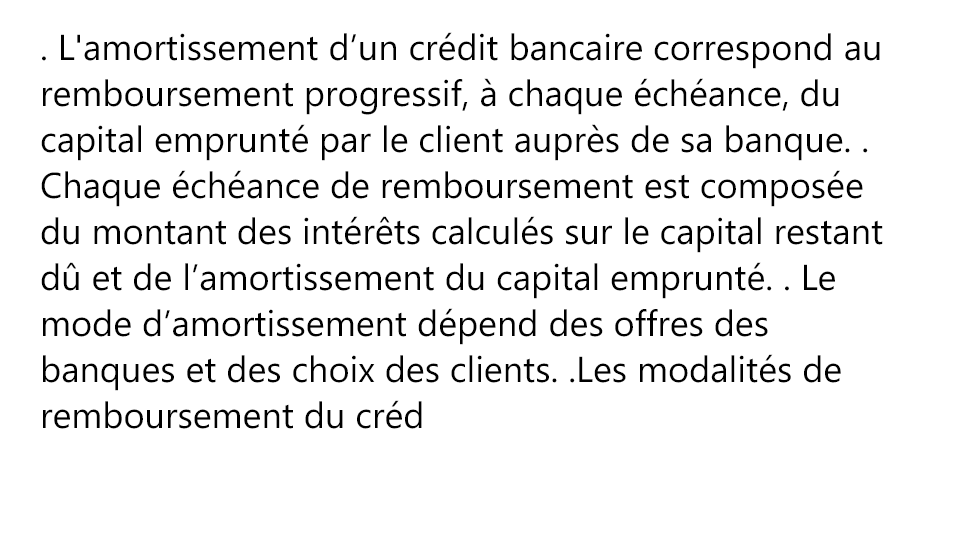 . L'amortissement d’un crédit bancaire correspond au
remboursement progressif, à chaque échéance, du
capital emprunté par le client auprès de sa banque. .
Chaque échéance de remboursement est composée
du montant des intérêts calculés sur le capital restant
dû et de l’amortissement du capital emprunté. . Le
mode d’amortissement dépend des offres des
banques et des choix des clients. .Les modalités de
remboursement du créd